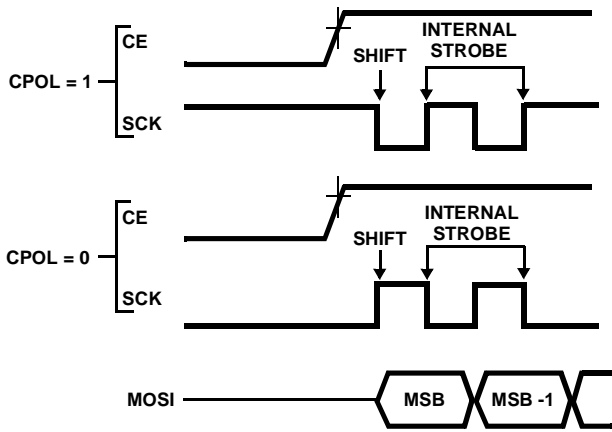 CE
INTERNAL
STROBE
SHIFT
CPOL = 1
SCK
CE
INTERNAL
STROBE
SHIFT
CPOL = 0
SCK
MOSI
MSB
MSB -1